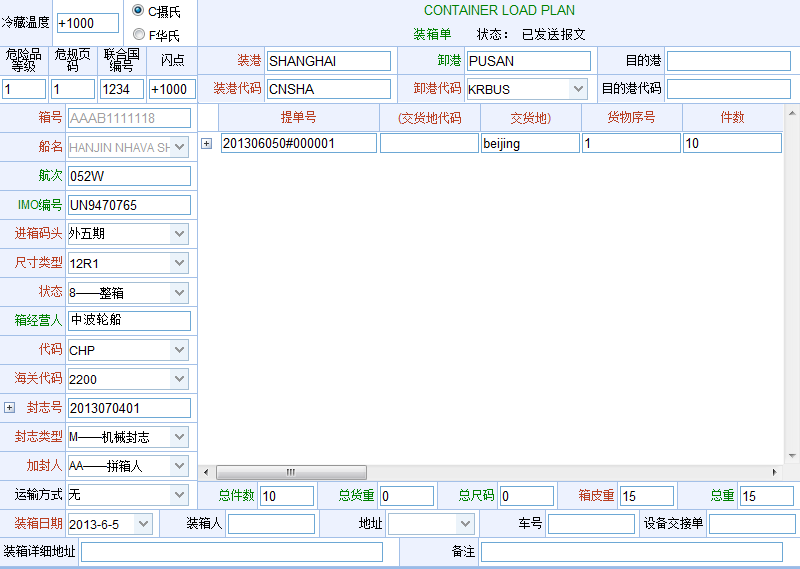 冷藏温度 +1000 C摄氏 F华氏
CONTAINER LOAD PLAN
装箱单 状态： 已发送报文
危险品等级 危规页码 联合国编号 闪点
1 1 1234 +1000
装港 SHANGHAI 卸港 PUSAN 目的港
装港代码 CNSHA 卸港代码 KRBUS 目的港代码
箱号 AAAB1111118
船名 HANJIN NHAVA SH
航次 052W
IMO编号 UN9470765
进箱码头 外五期
尺寸类型 12R1
状态 8——整箱
箱经营人 中波轮船
代码 CHP
海关代码 2200
封志号 2013070401
封志类型 M——机械封志
加封人 AA——拼箱人
运输方式 无
提单号 (交货地代码 交货地) 货物序号 件数
201306050#000001 beijing 1 10
总件数 10 总货重 0 总尺码 0 箱皮重 15 总重 15
装箱日期 2013-6-5 装箱人 地址 车号 设备交接单
装箱详细地址 备注